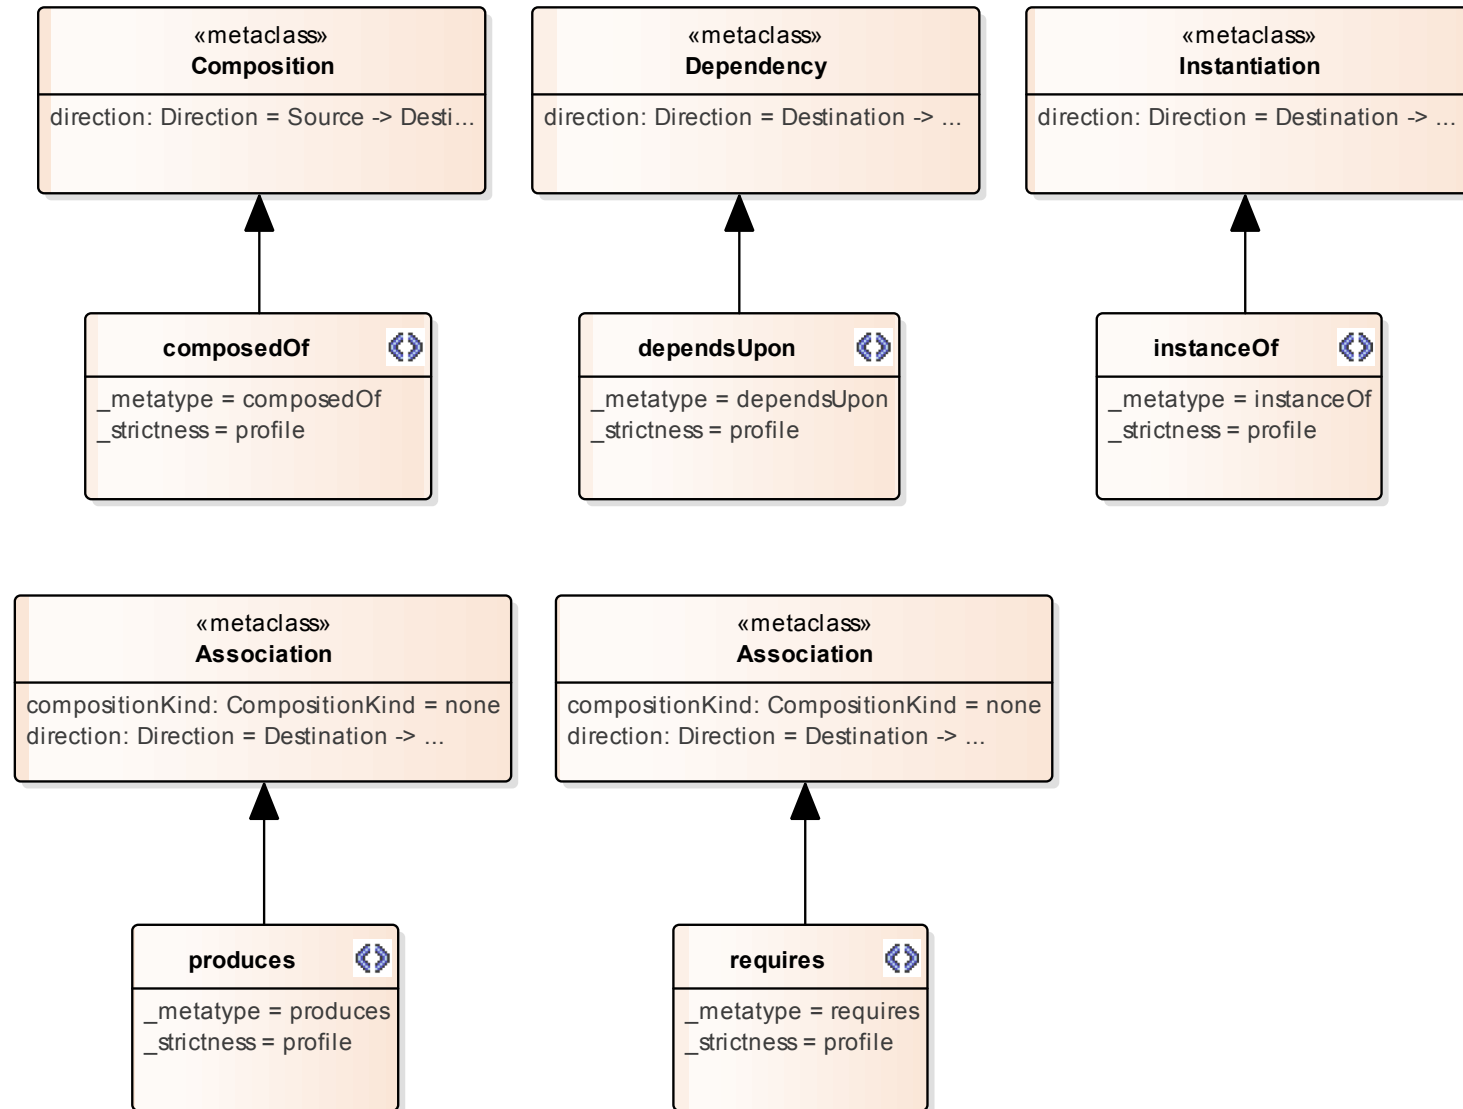 «metaclass»
Composition
direction: Direction = Source -> Desti...
«metaclass»
Dependency
direction: Direction = Destination -> ...
«metaclass»
Instantiation
direction: Direction = Destination -> ...
composedOf
_metatype = composedOf
_strictness = profile
dependsUpon
_metatype = dependsUpon
_strictness = profile
instanceOf
_metatype = instanceOf
_strictness = profile
«metaclass»
Association
compositionKind: CompositionKind = none
direction: Direction = Destination -> ...
«metaclass»
Association
compositionKind: CompositionKind = none
direction: Direction = Destination -> ...
produces
_metatype = produces
_strictness = profile
requires
_metatype = requires
_strictness = profile